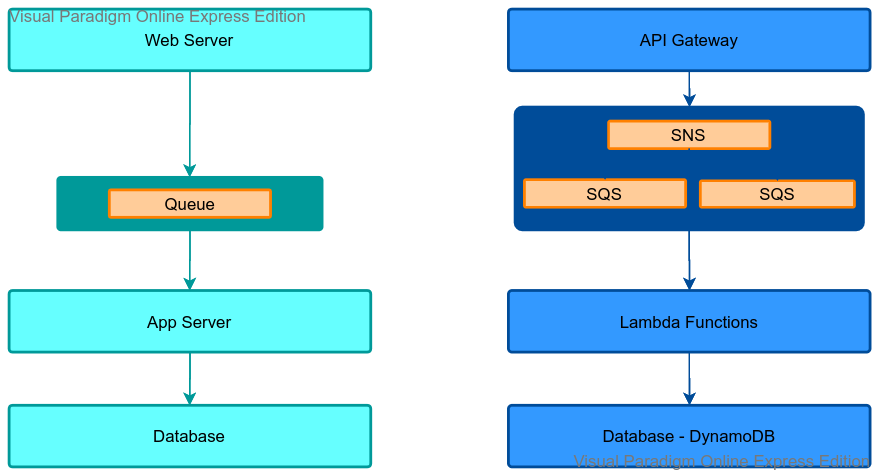 Visual Paradigm Online Express Edition
Web Server
API Gateway
SNS
Queue
SQS
SQS
App Server
Lambda Functions
Database
Database - DynamoDB
Visual Paradigm Online Express Edition